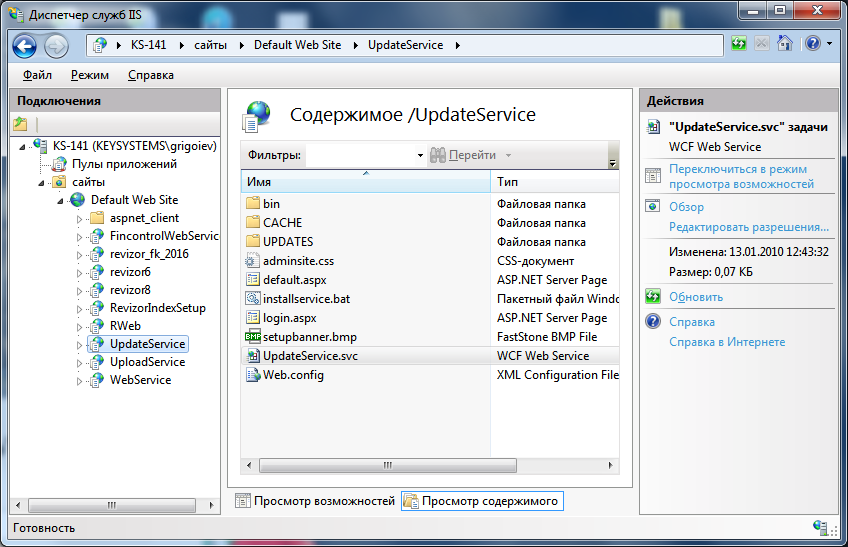 Диспетчер служб IIS
KS-141 сайты Default Web Site UpdateService
Файл Режим Справка
Подключения
KS-141 (KEYSYSTEMS\grigoiev)
Пулы приложений
сайты
Default Web Site
aspnet_client
FincontrolWebService
revizor_fk_2016
revizor6
revizor8
RevizorIndexSetup
RWeb
UpdateService
UploadService
WebService
Содержимое /UpdateService
Фильтры: Перейти
Имя Тип
bin Файловая папка
CACHE Файловая папка
UPDATES Файловая папка
adminsite.css CSS-документ
default.aspx ASP.NET Server Page
installservice.bat Пакетный файл Windo
login.aspx ASP.NET Server Page
setupbanner.bmp FastStone BMP File
UpdateService.svc WCF Web Service
Web.config XML Configuration File
Просмотр возможностей Просмотр содержимого
Действия
"UpdateService.svc" задачи
WCF Web Service
Переключиться в режим
просмотра возможностей
Обзор
Редактировать разрешения...
Изменена: 13.01.2010 12:43:32
Размер: 0,07 КБ
Обновить
Справка
Справка в Интернете
Готовность